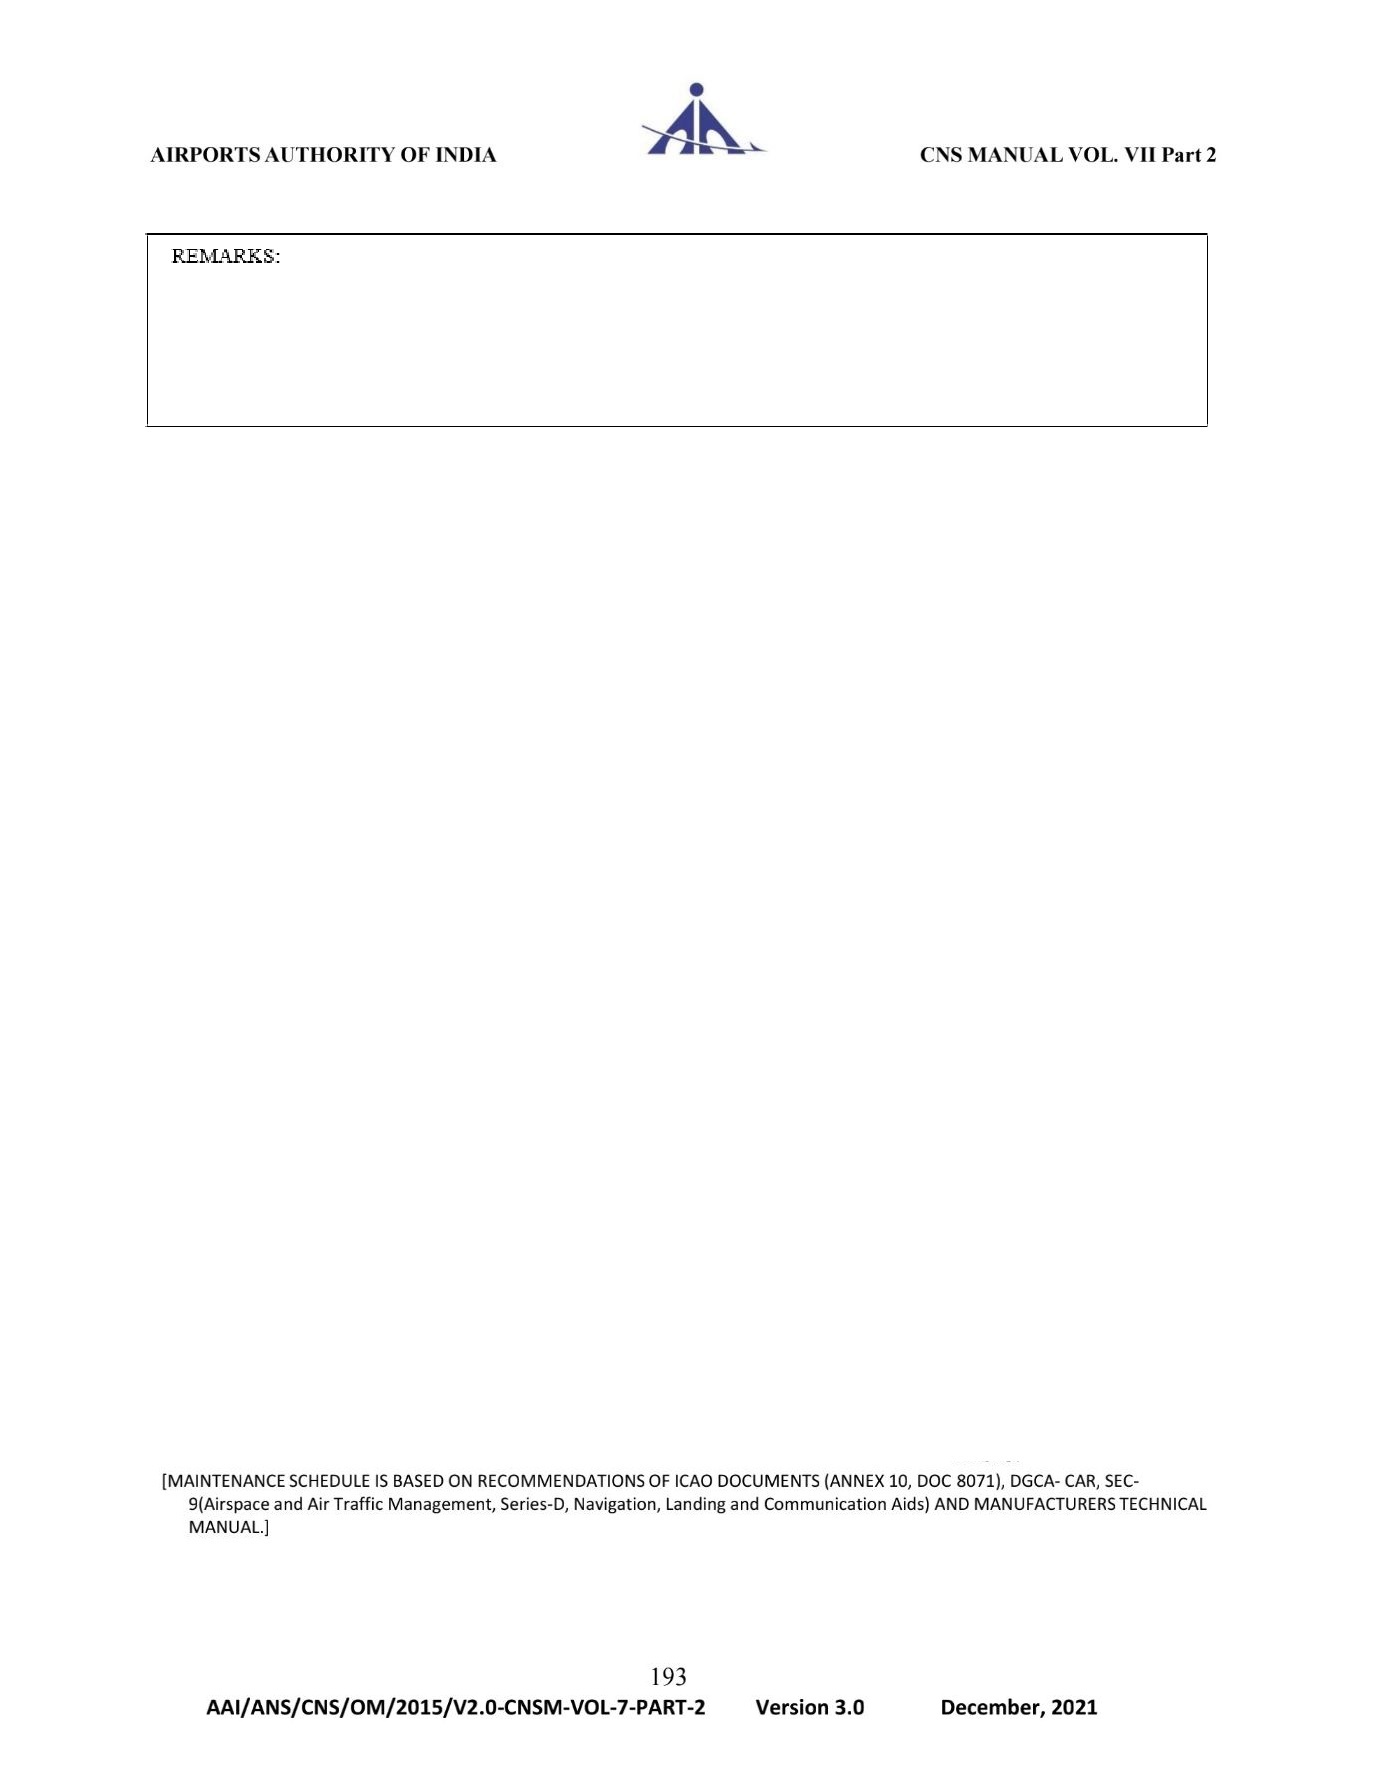 AIRPORTS AUTHORITY OF INDIA
CNS MANUAL VOL. VII Part 2
REMARKS:
[MAINTENANCE SCHEDULE IS BASED ON RECOMMENDATIONS OF ICAO DOCUMENTS (ANNEX 10, DOC 8071), DGCA- CAR, SEC-
9(Airspace and Air Traffic Management, Series-D, Navigation, Landing and Communication Aids) AND MANUFACTURERS TECHNICAL
MANUAL.]
193
AAI/ANS/CNS/OM/2015/V2.0-CNSM-VOL-7-PART-2 Version 3.0 December, 2021